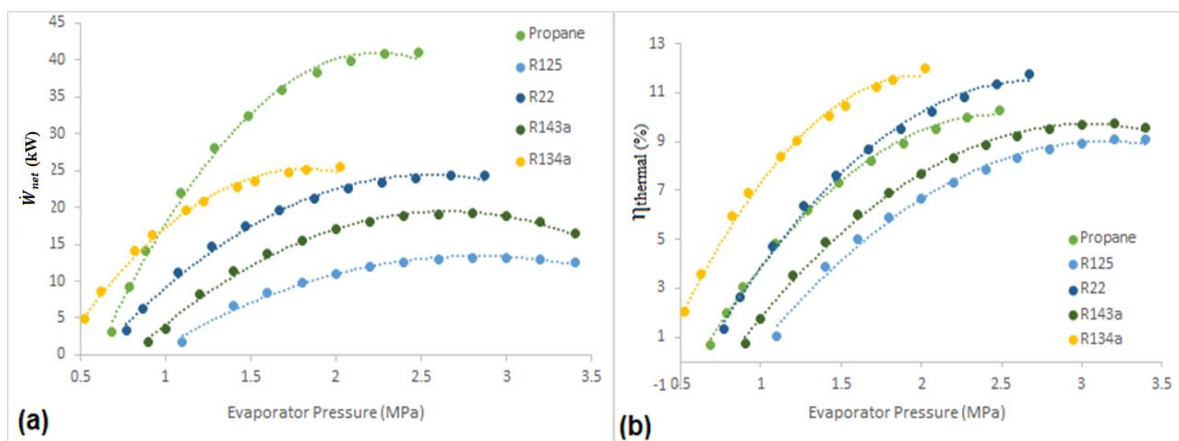 45
40
35
30
25
20
15
10
5
0
Ẇnet (kW)
Propane
R125
R22
R143a
R134a
0.5 1 1.5 2 2.5 3 3.5
Evaporator Pressure (MPa)
(a)
13
11
9
7
5
3
1
-1
ηthermal (%)
Propane
R125
R22
R143a
R134a
0.5 1 1.5 2 2.5 3 3.5
Evaporator Pressure (MPa)
(b)